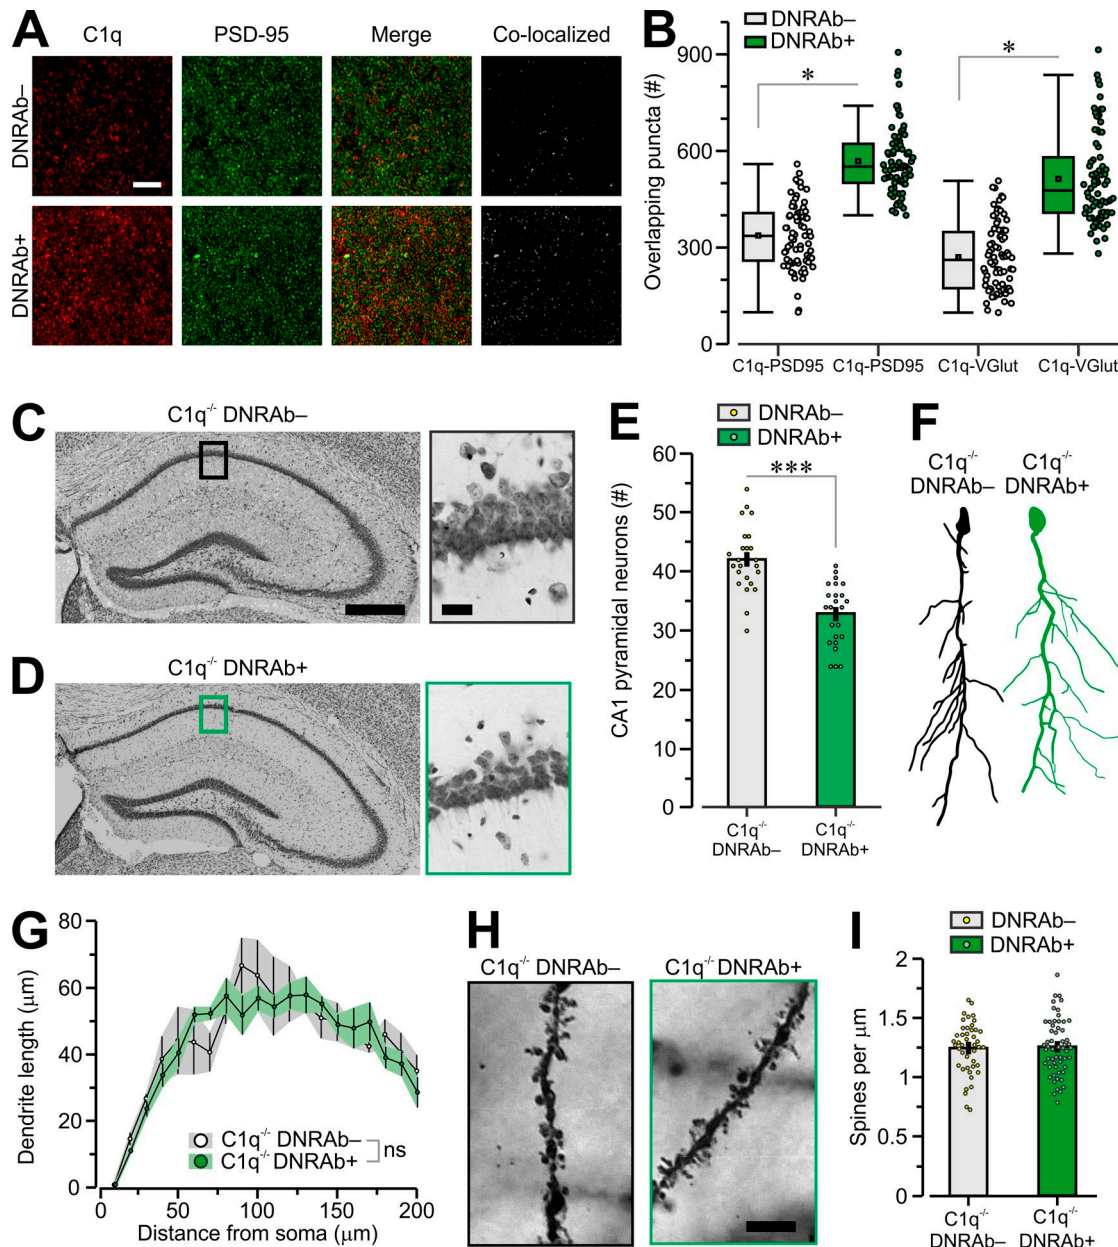 A
C1q
PSD-95
Merge
Co-localized
DNRAb–
DNRAb+
B
DNRAb–
DNRAb+
Overlapping puncta (#)
900
600
300
0
*
*
C1q-PSD95
C1q-PSD95
C1q-VGlut
C1q-VGlut
C
C1q-/- DNRAb–
D
C1q-/- DNRAb+
E
DNRAb–
DNRAb+
CA1 pyramidal neurons (#)
60
50
40
30
20
10
0
***
C1q-/-
DNRAb–
C1q-/-
DNRAb+
F
C1q-/-
DNRAb–
C1q-/-
DNRAb+
G
Dendrite length (μm)
80
60
40
20
0
C1q-/- DNRAb–
C1q-/- DNRAb+
ns
0
50
100
150
200
Distance from soma (μm)
H
C1q-/- DNRAb–
C1q-/- DNRAb+
I
DNRAb–
DNRAb+
Spines per μm
2
1.5
1
0.5
0
C1q-/-
DNRAb–
C1q-/-
DNRAb+